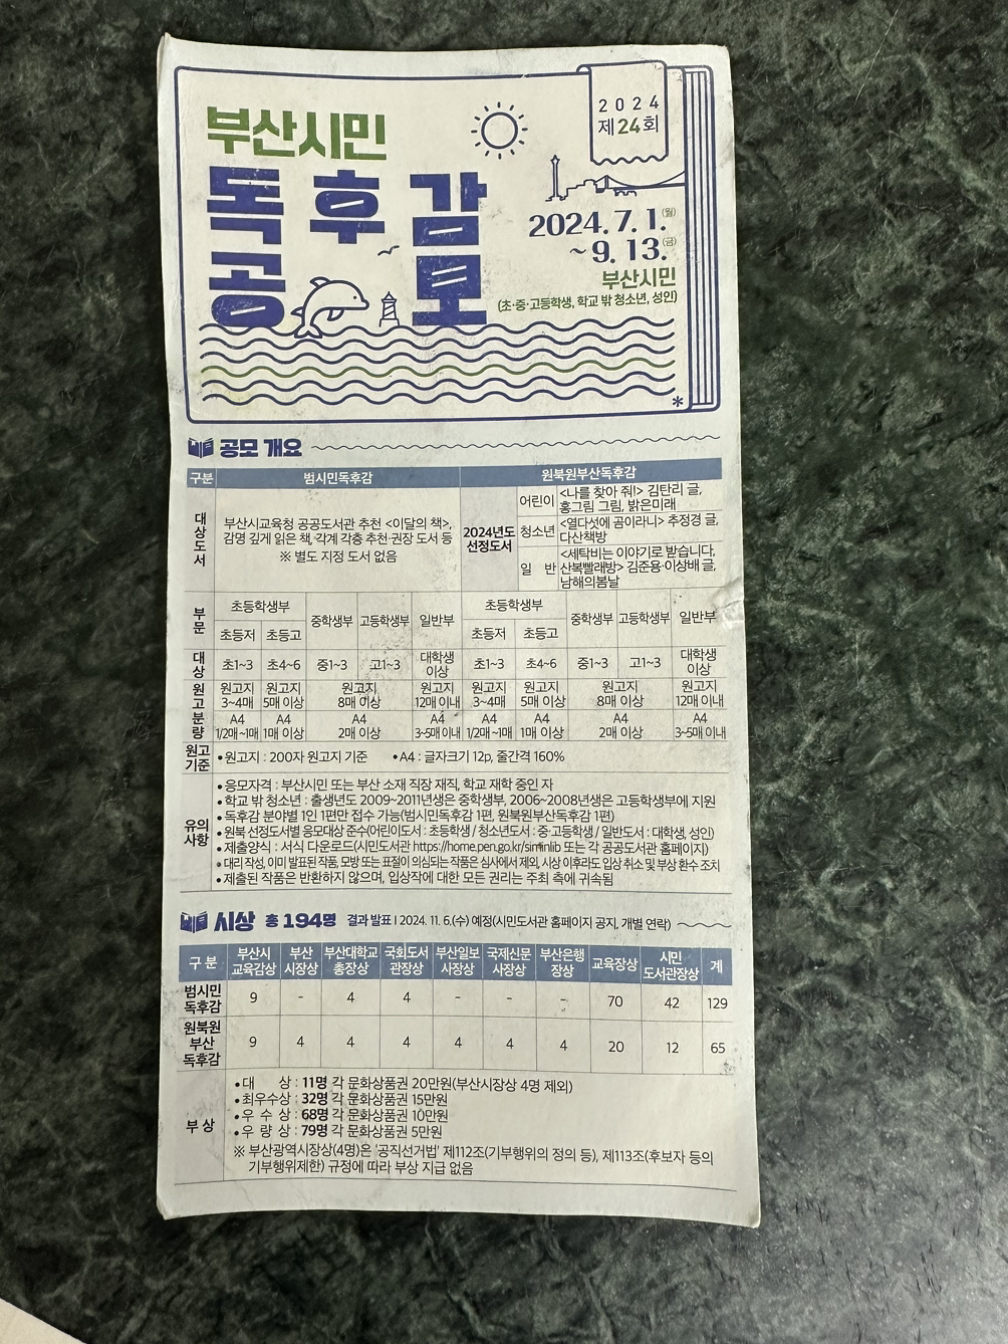 2024
제24회
부산시민
독후감
공모
2024. 7. 1.(월)
~9. 13.(금)
부산시민
(초·중·고등학생, 학교 밖 청소년, 성인)
*
공모 개요
구분 범시민독후감 원북원부산독후감
대상도서
부산시교육청 공공도서관 추천 <이달의 책>,
감명 깊게 읽은 책, 각계 각층 추천·권장 도서 등
※ 별도 지정 도서 없음
2024년도
선정도서
어린이 <나를 찾아 줘!> 김탄리 글,
홍그림 그림, 밝은미래
청소년 <열다섯에 곰이라니> 추정경 글,
다산책방
일 반 <세탁비는 이야기로 받습니다,
산복빨래방> 김준용·이상배 글,
남해의봄날
부문 초등학생부 중학생부 고등학생부 일반부 초등학생부 중학생부 고등학생부 일반부
초등저 초등고 초등저 초등고
대상 초1~3 초4~6 중1~3 고1~3 대학생 이상 초1~3 초4~6 중1~3 고1~3 대학생 이상
원고분량
원고지 원고지 원고지 원고지 원고지 원고지 원고지 원고지
3~4매 5매 이상 8매 이상 12매 이내 3~4매 5매 이상 8매 이상 12매 이내
A4 A4 A4 A4 A4 A4 A4 A4
1/2매~1매 1매 이상 2매 이상 3~5매 이내 1/2매~1매 1매 이상 2매 이상 3~5매 이내
원고기준 •원고지 : 200자 원고지 기준 •A4 : 글자크기 12p, 줄간격 160%
유의사항
•응모자격 : 부산시민 또는 부산 소재 직장 재직, 학교 재학 중인 자
•학교 밖 청소년 : 출생년도 2009~2011년생은 중학생부, 2006~2008년생은 고등학생부에 지원
•독후감 분야별 1인 1편만 접수 가능(범시민독후감 1편, 원북원부산독후감 1편)
•원북 선정도서별 응모대상 준수(어린이도서 : 초등학생 / 청소년도서 : 중·고등학생 / 일반도서 : 대학생, 성인)
•제출양식 : 서식 다운로드(시민도서관 https://home.pen.go.kr/siminlib 또는 각 공공도서관 홈페이지)
•대리 작성, 이미 발표된 작품, 모방 또는 표절이 의심되는 작품은 심사에서 제외, 시상 이후라도 입상 취소 및 부상 환수 조치
•제출된 작품은 반환하지 않으며, 입상작에 대한 모든 권리는 주최 측에 귀속됨
시상 총 194명 결과 발표 | 2024. 11. 6.(수) 예정(시민도서관 홈페이지 공지, 개별 연락)
구 분 부산시 교육감상 부산 시장상 부산대학교 총장상 국회도서 관장상 부산일보 사장상 국제신문 사장상 부산은행 장상 교육장상 시민 도서관장상 계
범시민 독후감 9 - 4 4 - - - 70 42 129
원북원 부산 독후감 9 4 4 4 4 4 4 20 12 65
부 상
•대 상 : 11명 각 문화상품권 20만원(부산시장상 4명 제외)
•최우수상 : 32명 각 문화상품권 15만원
•우 수 상 : 68명 각 문화상품권 10만원
•우 량 상 : 79명 각 문화상품권 5만원
※ 부산광역시장상(4명)은 '공직선거법' 제112조(기부행위의 정의 등), 제113조(후보자 등의
기부행위제한) 규정에 따라 부상 지급 없음